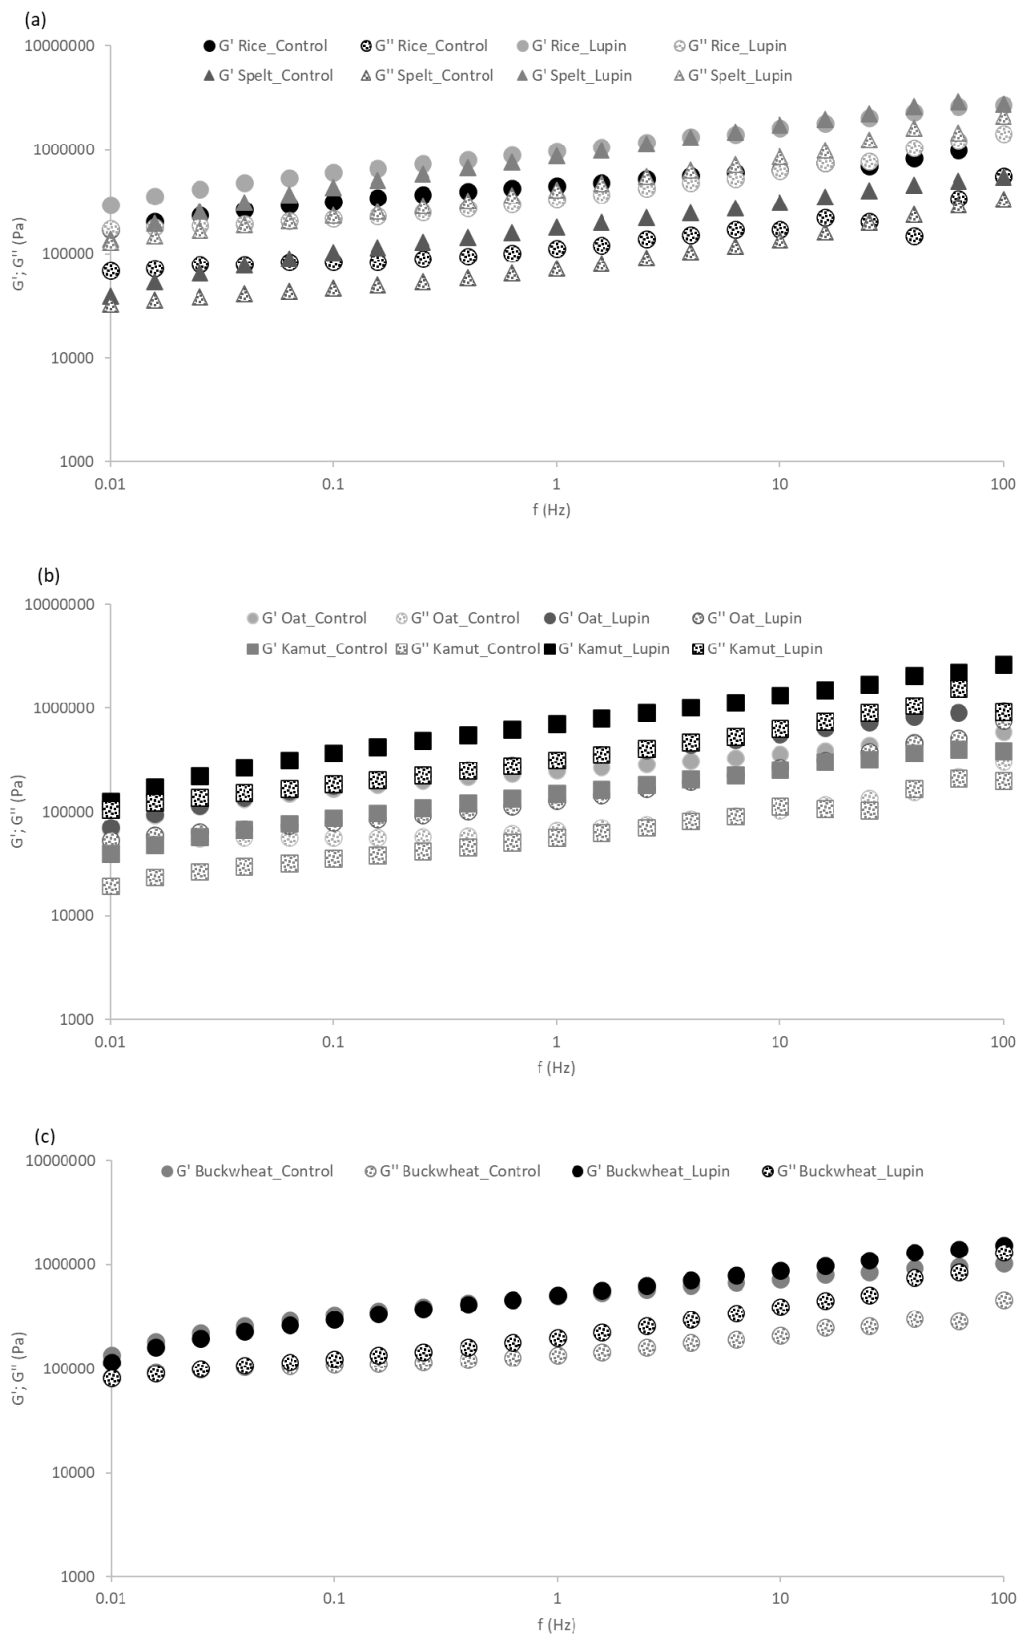 (a)
10000000
G' Rice_Control G'' Rice_Control G' Rice_Lupin G'' Rice_Lupin
G' Spelt_Control G'' Spelt_Control G' Spelt_Lupin G'' Spelt_Lupin
1000000
G'; G'' (Pa)
100000
10000
1000
0.01 0.1 1 10 100
f (Hz)
(b)
10000000
G' Oat_Control G'' Oat_Control G' Oat_Lupin G'' Oat_Lupin
G' Kamut_Control G'' Kamut_Control G' Kamut_Lupin G'' Kamut_Lupin
1000000
G'; G'' (Pa)
100000
10000
1000
0.01 0.1 1 10 100
f (Hz)
(c)
10000000
G' Buckwheat_Control G'' Buckwheat_Control G' Buckwheat_Lupin G'' Buckwheat_Lupin
1000000
G'; G'' (Pa)
100000
10000
1000
0.01 0.1 1 10 100
f (Hz)